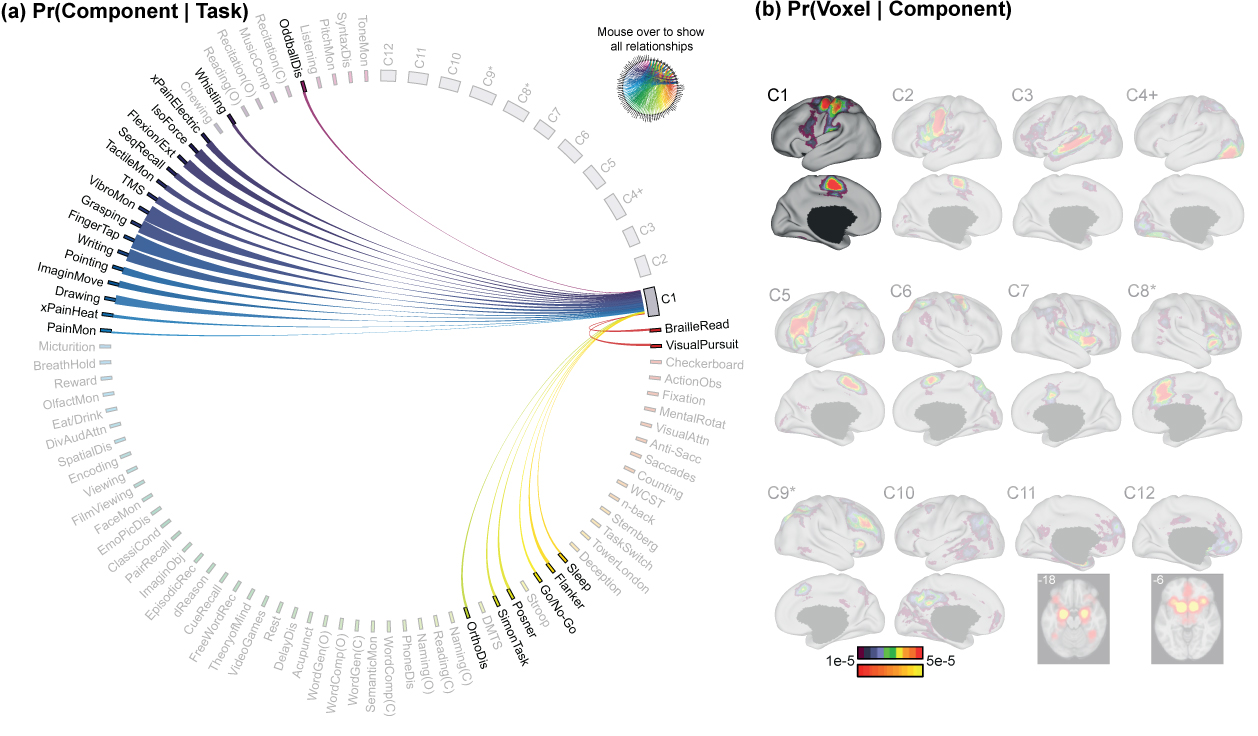 (a) Pr(Component | Task)
(b) Pr(Voxel | Component)
Mouse over to show
all relationships
C12
C11
C10
C9*
C8*
C7
C6
C5
C4+
C3
C2
C1
BrailleRead
VisualPursuit
Checkerboard
ActionObs
Fixation
MentalRotat
VisualAttn
Anti-Sacc
Saccades
Counting
WCST
n-back
Sternberg
TaskSwitch
TowerLondon
Deception
Sleep
Flanker
Go/No-Go
Stroop
Posner
SimonTask
DMTS
OrthoDis
Naming(C)
Reading(C)
Naming(O)
PhoneDis
WordComp(C)
SemanticMon
WordGen(C)
WordComp(O)
WordGen(O)
Acupunct
DelayDis
Rest
VideoGames
TheoryofMind
FreeWordRec
CueRecall
dReason
EpisodicRec
ImaginObj
PairRecall
ClassiCond
EmoPicDis
FaceMon
FilmViewing
Viewing
Encoding
SpatialDis
DivAudAttn
Eat/Drink
OlfactMon
Reward
BreathHold
Micturition
PainMon
xPainHeat
Drawing
ImaginMove
Pointing
Writing
FingerTap
Grasping
VibroMon
TMS
TactileMon
SeqRecall
Flexion/Ext
IsoForce
xPainElectric
Chewing
Whistling
Reading(O)
Recitation(O)
MusicComp
Recitation(C)
OddballDis
Listening
PitchMon
SyntaxDis
ToneMon
C1
C2
C3
C4+
C5
C6
C7
C8*
C9*
C10
C11
C12
-18
-6
1e-5
5e-5